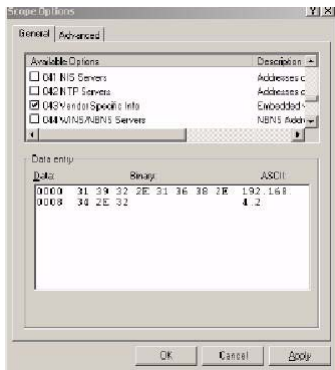 Scope Options
General Advanced
Available Options Description
041 NIS Servers Addresses o
042 NTP Servers Addresses o
043 Vendor Specific Info Embedded v
044 WINS/NBNS Servers NBNS Addre
Data entry
Data: Binary: ASCII:
0000 31 39 32 2E 31 36 38 2E 192.168.
0008 34 2E 32 4.2
OK Cancel Apply